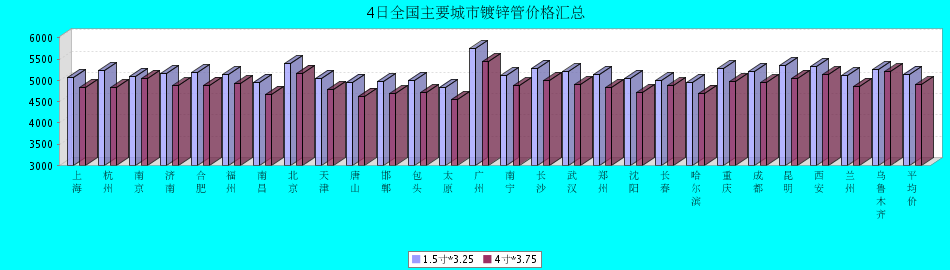 4日全国主要城市镀锌管价格汇总
6000
5500
5000
4500
4000
3500
3000
上海 杭州 南京 济南 合肥 福州 南昌 北京 天津 唐山 邯郸 包头 太原 广州 南宁 长沙 武汉 郑州 沈阳 长春 哈尔滨 重庆 成都 昆明 西安 兰州 乌鲁木齐 平均价
1.5寸*3.25 4寸*3.75